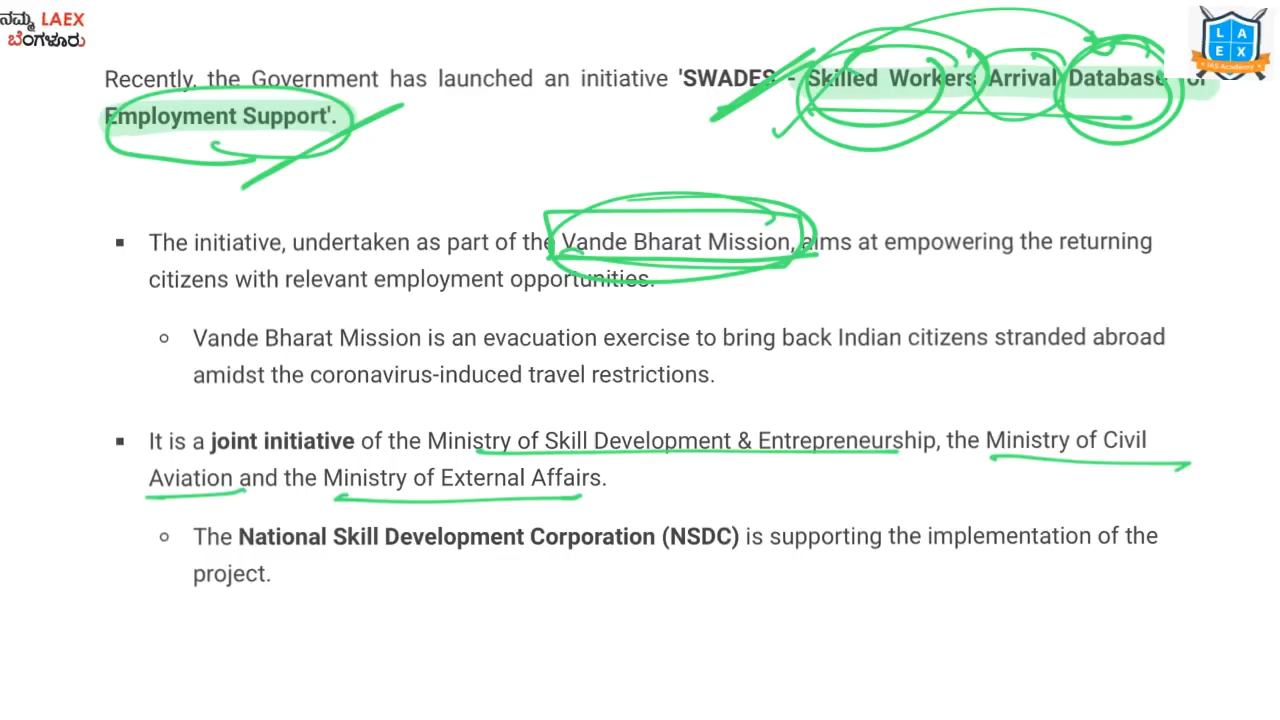 ನಮ್ಮ LAEX
ಬೆಂಗಳೂರು
L A
E X
IAS Academy
Recently, the Government has launched an initiative 'SWADES - Skilled Workers Arrival Database for
Employment Support'.
▪ The initiative, undertaken as part of the Vande Bharat Mission, aims at empowering the returning
citizens with relevant employment opportunities.
○ Vande Bharat Mission is an evacuation exercise to bring back Indian citizens stranded abroad
amidst the coronavirus-induced travel restrictions.
▪ It is a joint initiative of the Ministry of Skill Development & Entrepreneurship, the Ministry of Civil
Aviation and the Ministry of External Affairs.
○ The National Skill Development Corporation (NSDC) is supporting the implementation of the
project.